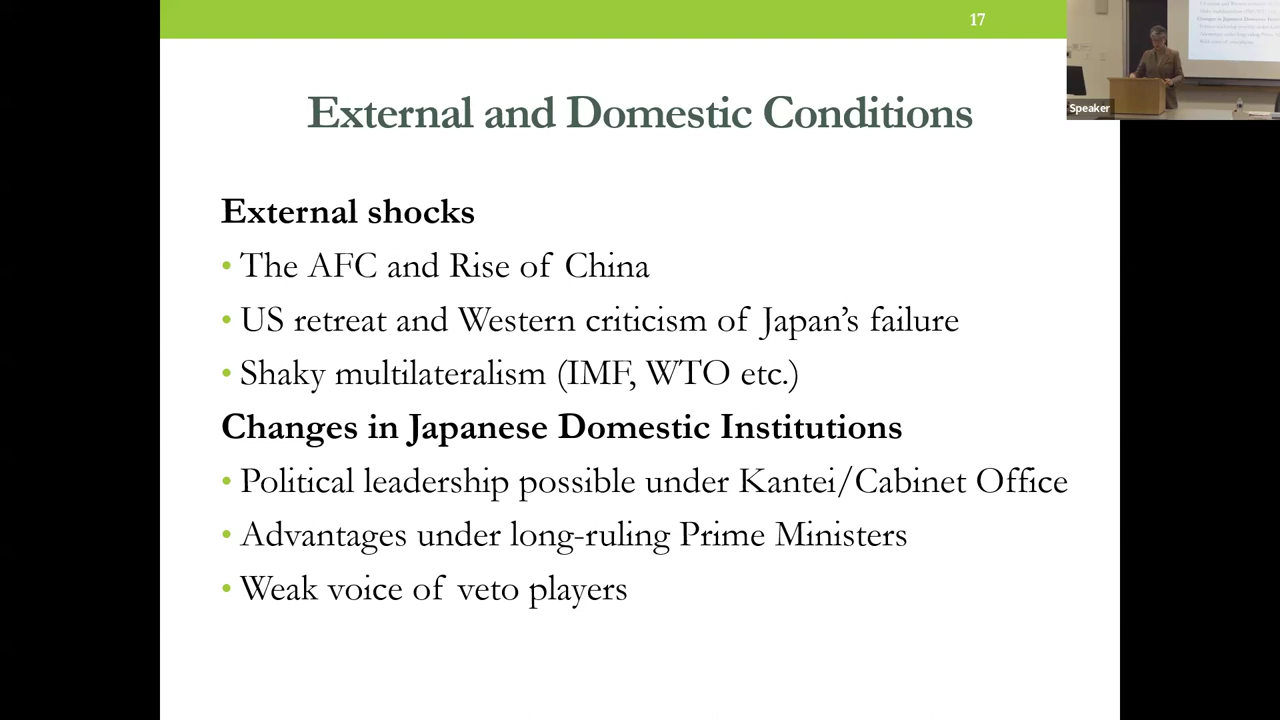 17
Speaker
External and Domestic Conditions
External shocks
• The AFC and Rise of China
• US retreat and Western criticism of Japan's failure
• Shaky multilateralism (IMF, WTO etc.)
Changes in Japanese Domestic Institutions
• Political leadership possible under Kantei/Cabinet Office
• Advantages under long-ruling Prime Ministers
• Weak voice of veto players